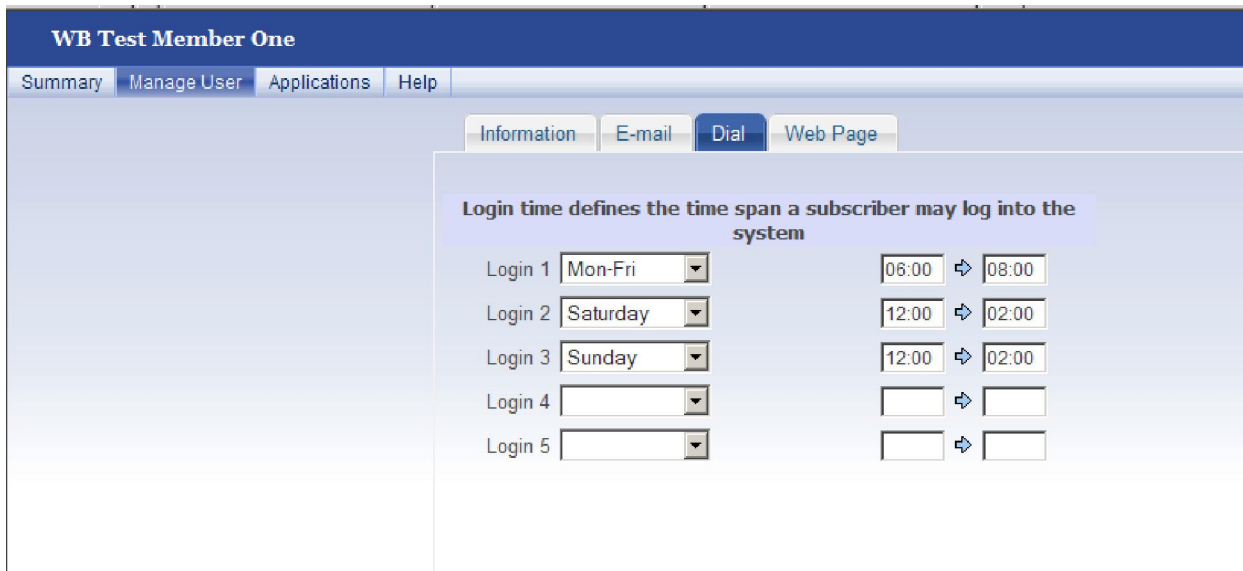 WB Test Member One
Summary Manage User Applications Help
Information E-mail Dial Web Page
Login time defines the time span a subscriber may log into the
system
Login 1 Mon-Fri 06:00 08:00
Login 2 Saturday 12:00 02:00
Login 3 Sunday 12:00 02:00
Login 4
Login 5